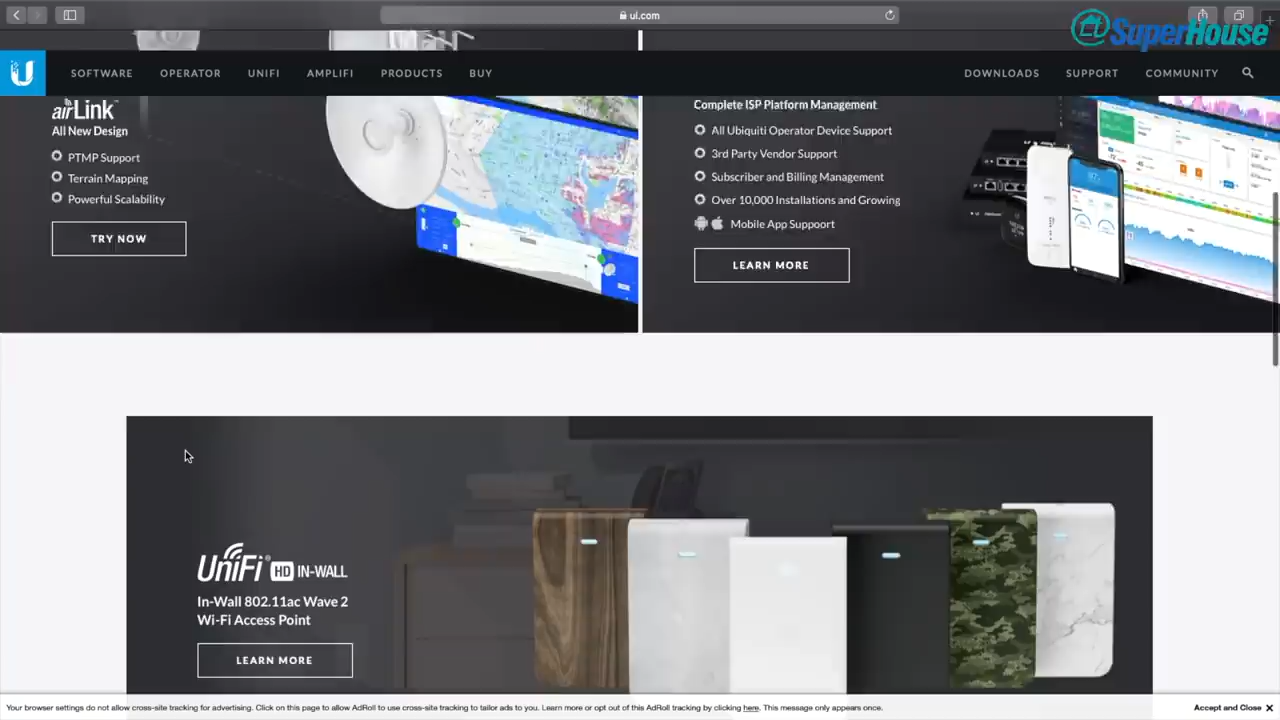 ui.com
SuperHouse
SOFTWARE OPERATOR UNIFI AMPLIFI PRODUCTS BUY DOWNLOADS SUPPORT COMMUNITY
airLink™
All New Design
PTMP Support
Terrain Mapping
Powerful Scalability
TRY NOW
Complete ISP Platform Management
All Ubiquiti Operator Device Support
3rd Party Vendor Support
Subscriber and Billing Management
Over 10,000 Installations and Growing
Mobile App Suppoort
LEARN MORE
UniFi HD IN-WALL
In-Wall 802.11ac Wave 2
Wi-Fi Access Point
LEARN MORE
Your browser settings do not allow cross-site tracking for advertising. Click on this page to allow AdRoll to use cross-site tracking to tailor ads to you. Learn more or opt out of this AdRoll tracking by clicking here. This message only appears once. Accept and Close ✕